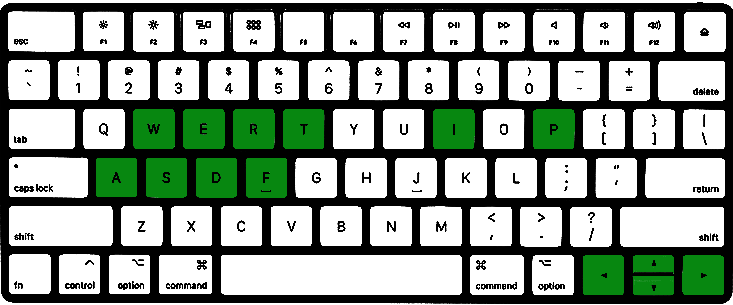 esc F1 F2 F3 F4 F5 F6 F7 F8 F9 F10 F11 F12
~ ! @ # $ % ^ & * ( ) — +
` 1 2 3 4 5 6 7 8 9 0 - = delete
tab Q W E R T Y U I O P { } |
[ ] \
caps lock A S D F G H J K L : "
; ' return
shift Z X C V B N M < > ? shift
, . /
fn control option command command option